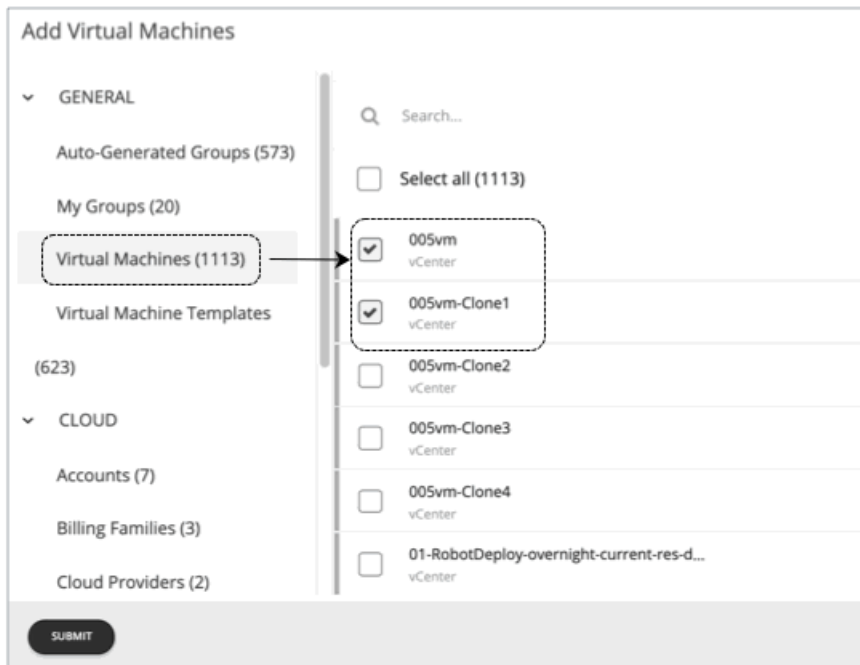 Add Virtual Machines
GENERAL
Auto-Generated Groups (573)
My Groups (20)
Virtual Machines (1113)
Virtual Machine Templates
(623)
CLOUD
Accounts (7)
Billing Families (3)
Cloud Providers (2)
Search...
Select all (1113)
005vm
vCenter
005vm-Clone1
vCenter
005vm-Clone2
vCenter
005vm-Clone3
vCenter
005vm-Clone4
vCenter
01-RobotDeploy-overnight-current-res-d...
vCenter
SUBMIT